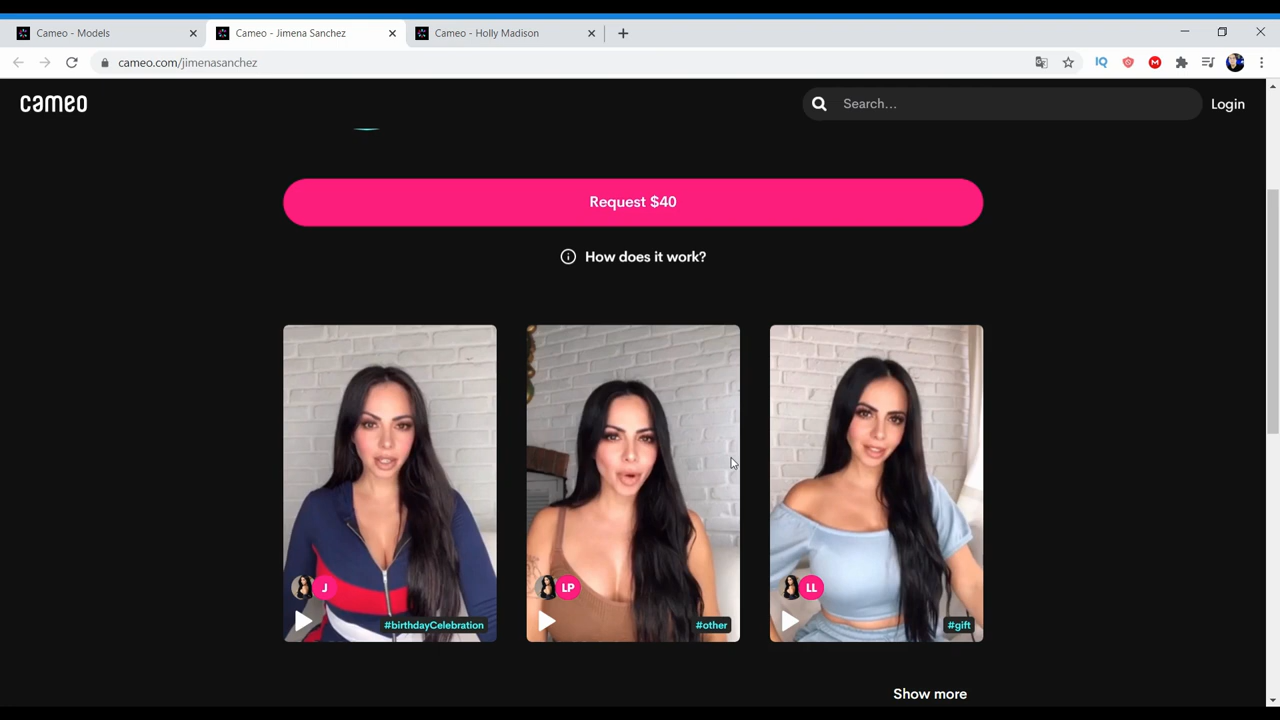 Cameo - Models
Cameo - Jimena Sanchez
Cameo - Holly Madison
cameo.com/jimenasanchez
IQ
M
cameo
Search...
Login
Request $40
How does it work?
J
#birthdayCelebration
LP
#other
LL
#gift
Show more